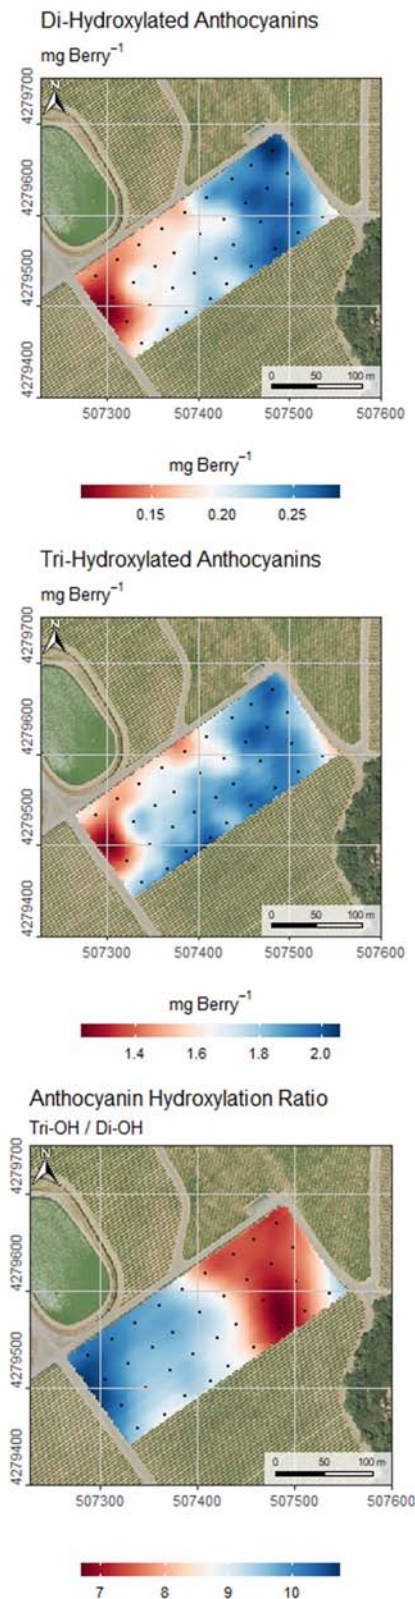 Di-Hydroxylated Anthocyanins
mg Berry⁻¹
N
4279700
4279600
4279500
4279400
0 50 100 m
507300 507400 507500 507600
mg Berry⁻¹
0.15 0.20 0.25
Tri-Hydroxylated Anthocyanins
mg Berry⁻¹
N
4279700
4279600
4279500
4279400
0 50 100 m
507300 507400 507500 507600
mg Berry⁻¹
1.4 1.6 1.8 2.0
Anthocyanin Hydroxylation Ratio
Tri-OH / Di-OH
N
4279700
4279600
4279500
4279400
0 50 100 m
507300 507400 507500 507600
7 8 9 10